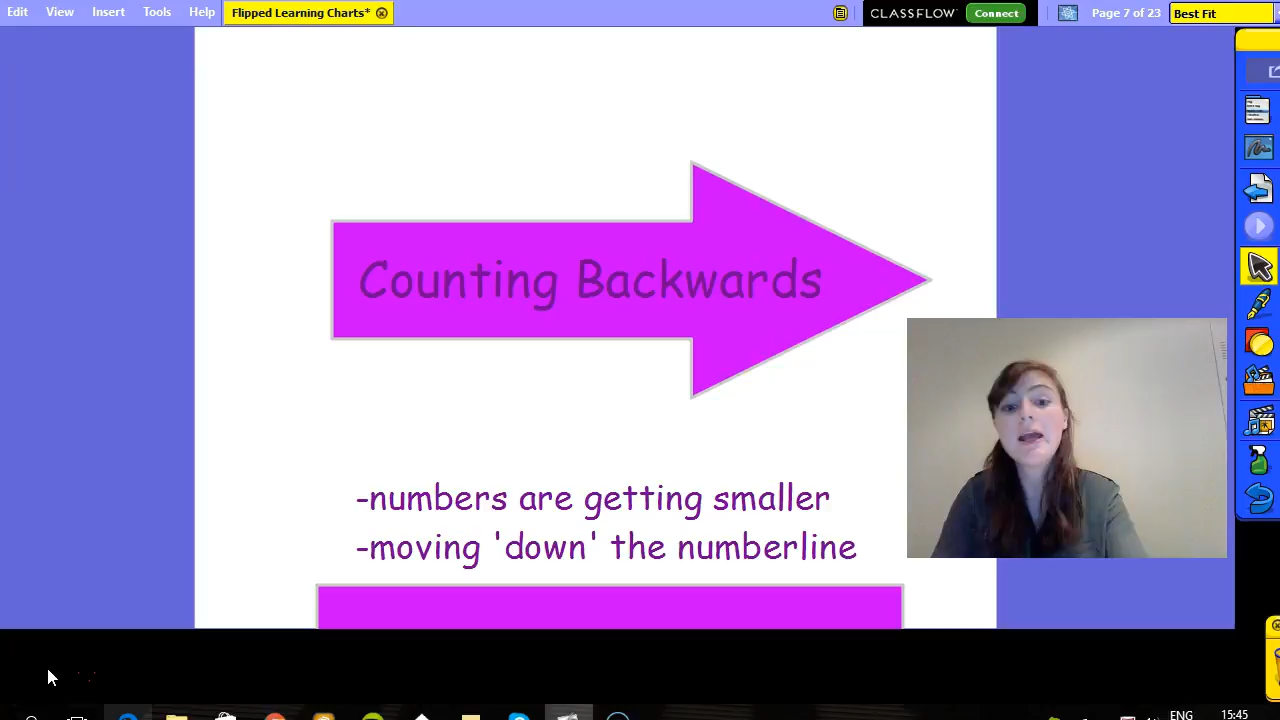 Edit View Insert Tools Help Flipped Learning Charts* CLASSFLOW Connect Page 7 of 23 Best Fit
Counting Backwards
-numbers are getting smaller
-moving 'down' the numberline
ENG 15:45